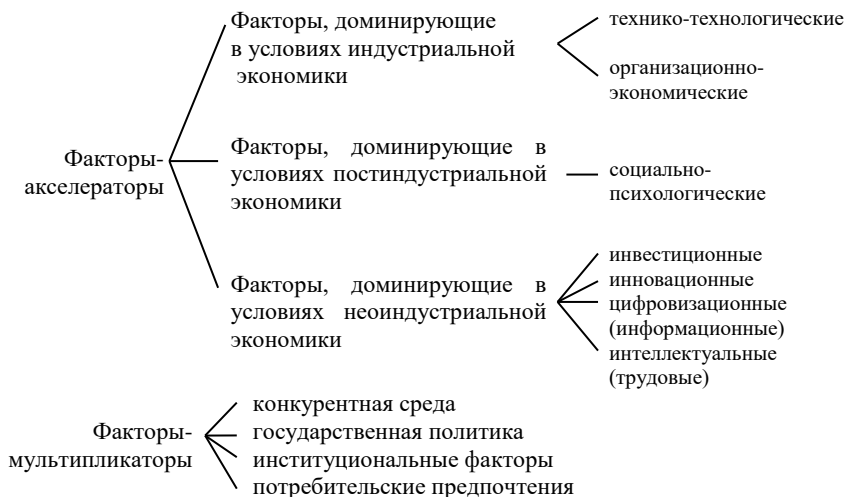 Факторы-
акселераторы
Факторы, доминирующие
в условиях индустриальной
экономики
технико-технологические
организационно-
экономические
Факторы, доминирующие в
условиях постиндустриальной
экономики
социально-
психологические
Факторы, доминирующие в
условиях неоиндустриальной
экономики
инвестиционные
инновационные
цифровизационные
(информационные)
интеллектуальные
(трудовые)
Факторы-
мультипликаторы
конкурентная среда
государственная политика
институциональные факторы
потребительские предпочтения